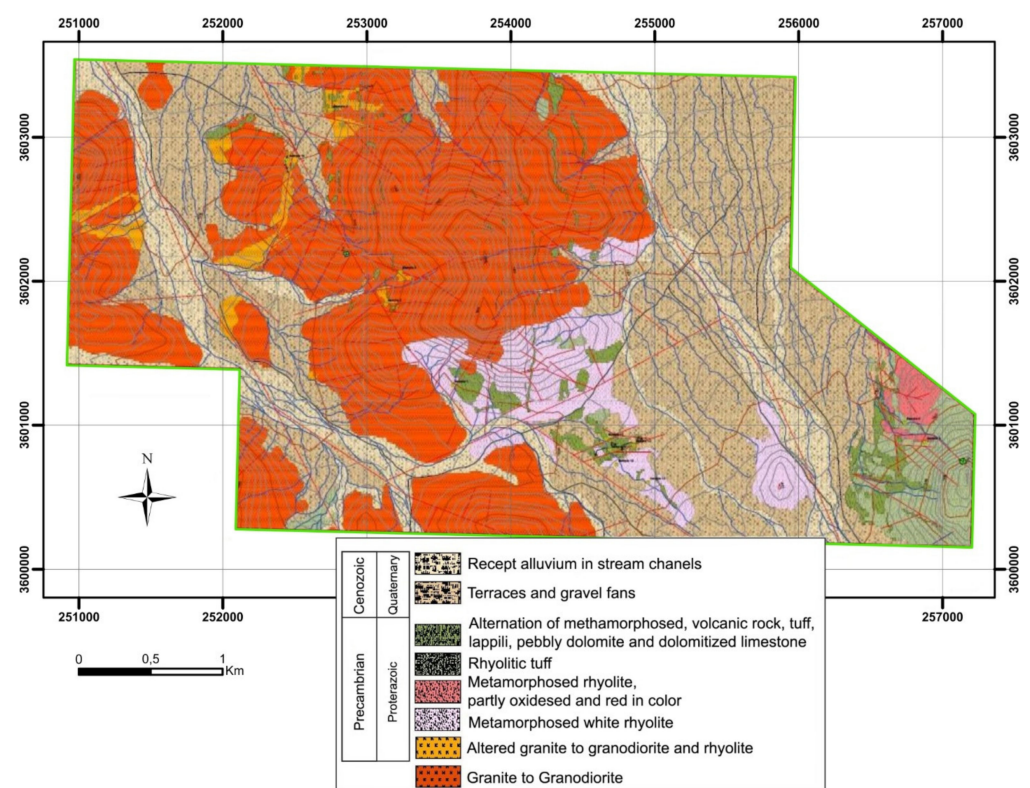 251000 252000 253000 254000 255000 256000 257000
3603000 3603000
3602000 3602000
3601000 3601000
N
3600000 3600000
251000 252000 257000
0 0,5 1
Km
Cenozoic
Quaternary
Precambrian
Proterazoic
Recept alluvium in stream chanels
Terraces and gravel fans
Alternation of methamorphosed, volcanic rock, tuff,
lappili, pebbly dolomite and dolomitized limestone
Rhyolitic tuff
Metamorphosed rhyolite,
partly oxidesed and red in color
Metamorphosed white rhyolite
Altered granite to granodiorite and rhyolite
Granite to Granodiorite